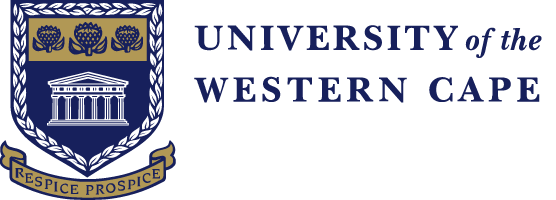 UNIVERSITY of the
WESTERN CAPE
RESPICE PROSPICE